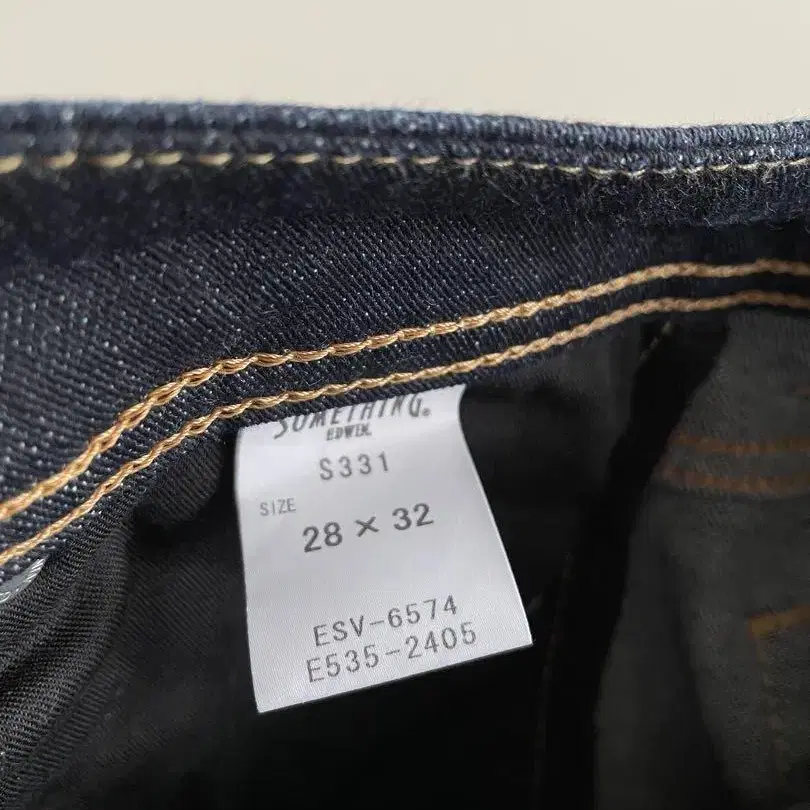 SOMETHING®
EDWIN.
S331
SIZE
28 × 32
ESV-6574
E535-2405